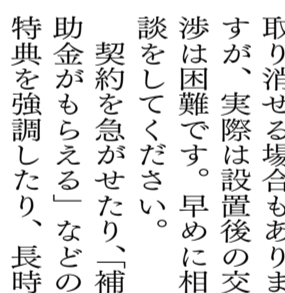 取り消せる場合もありま
すが、実際は設置後の交
渉は困難です。早めに相
談をしてください。
契約を急がせたり、「補
助金がもらえる」などの
特典を強調したり、長時